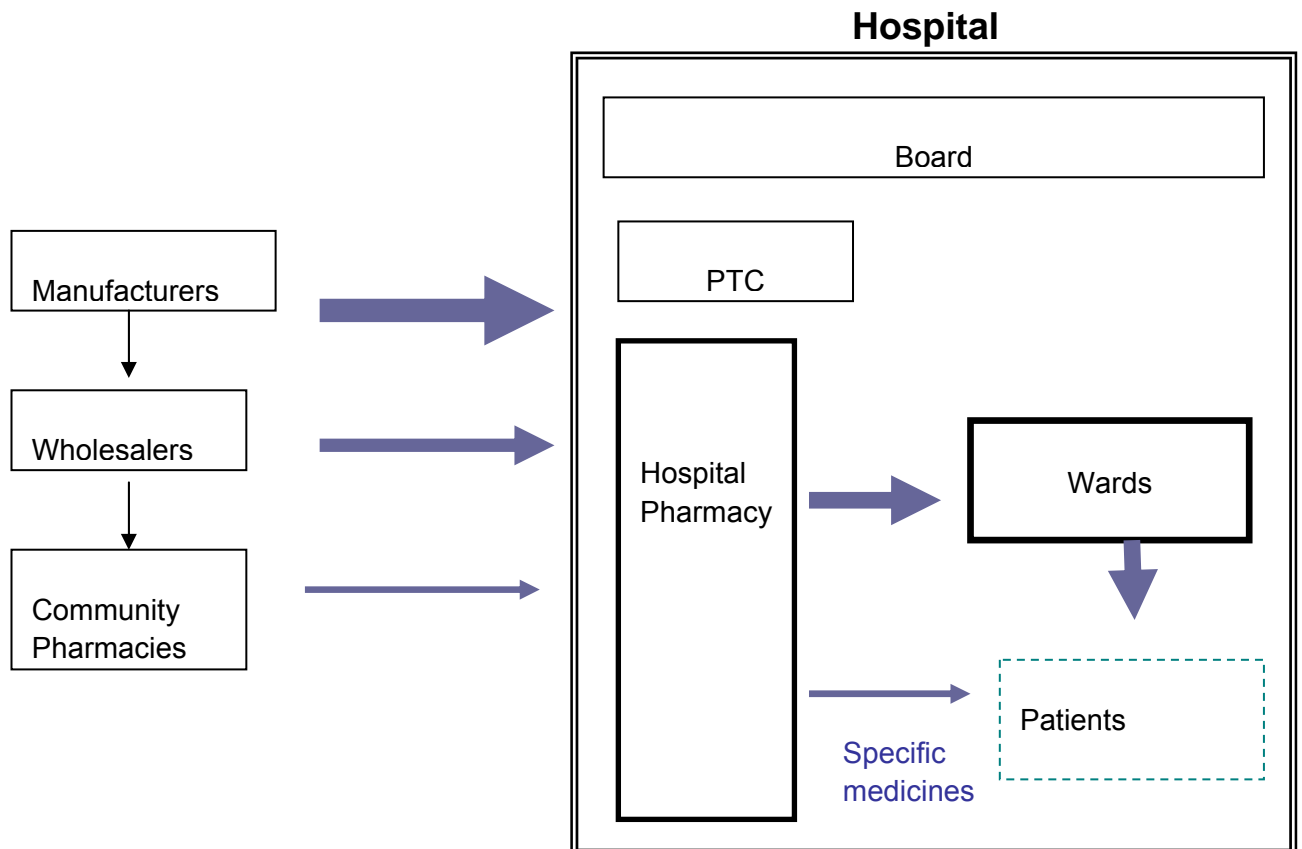 Hospital
Board
Manufacturers
PTC
Wholesalers
Hospital
Pharmacy
Wards
Community
Pharmacies
Patients
Specific
medicines